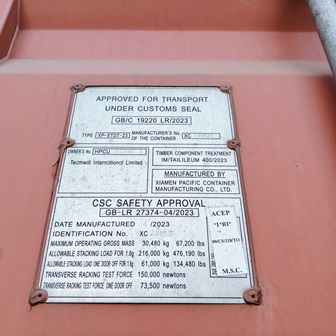 APPROVED FOR TRANSPORT
UNDER CUSTOMS SEAL
GB/C 19220 LR/2023
TYPE XP-STDT-23 MANUFACTURER'S No. OF THE CONTAINER XC
OWNER'S No. HPCU
Teamwill International Limited
TIMBER COMPONENT TREATMENT
IM/TAILILEUM 400/2023
MANUFACTURED BY
XIAMEN PACIFIC CONTAINER
MANUFACTURING CO., LTD.
CSC SAFETY APPROVAL
GB-LR 27374-04/2023
DATE MANUFACTURED /2023
IDENTIFICATION No. XC
MAXIMUM OPERATING GROSS MASS 30,480 kg 67,200 lbs
ALLOWABLE STACKING LOAD FOR 1.8g 216,000 kg 476,190 lbs
ALLOWABLE STACKING LOAD ONE DOOR OFF FOR 1.8g 61,000 kg 134,480 lbs
TRANSVERSE RACKING TEST FORCE 150,000 newtons
TRANSVERSE RACKING TEST FORCE ONE DOOR OFF 73,500 newtons
ACEP
M.S.C.